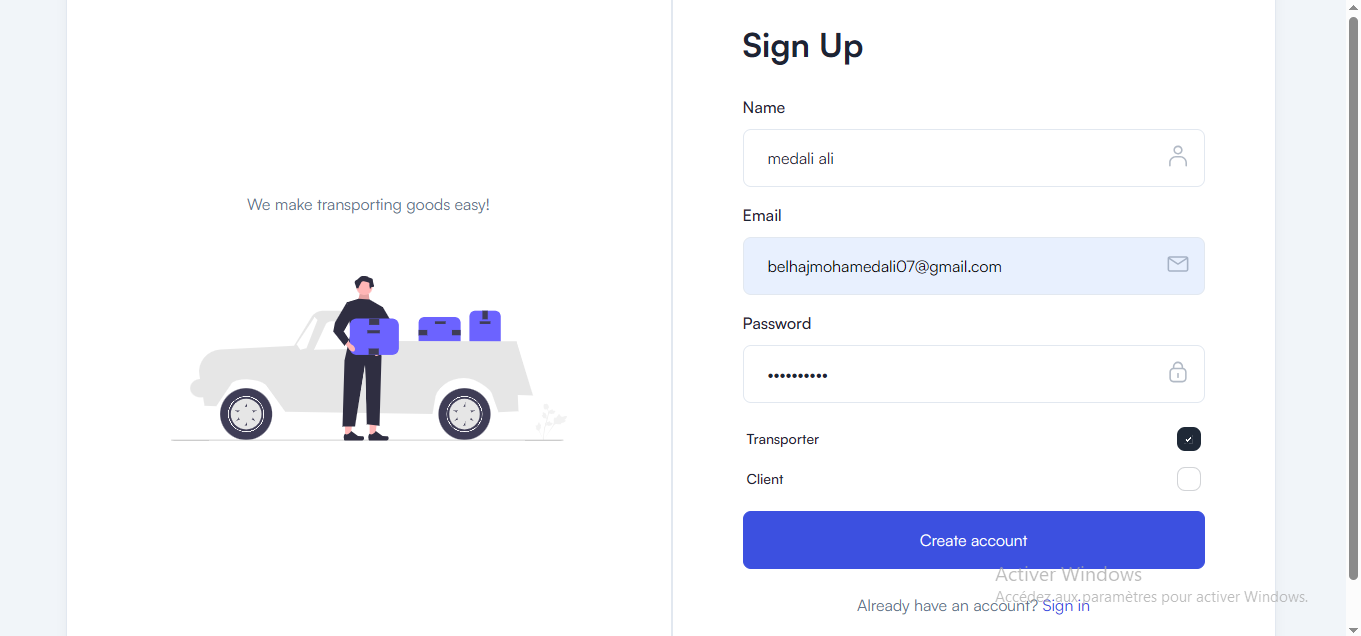 Sign Up
Name
medali ali
We make transporting goods easy!
Email
belhajmohamedali07@gmail.com
Password
••••••••••
Transporter
Client
Create account
Activer Windows
Accédez aux paramètres pour activer Windows.
Already have an account? Sign in